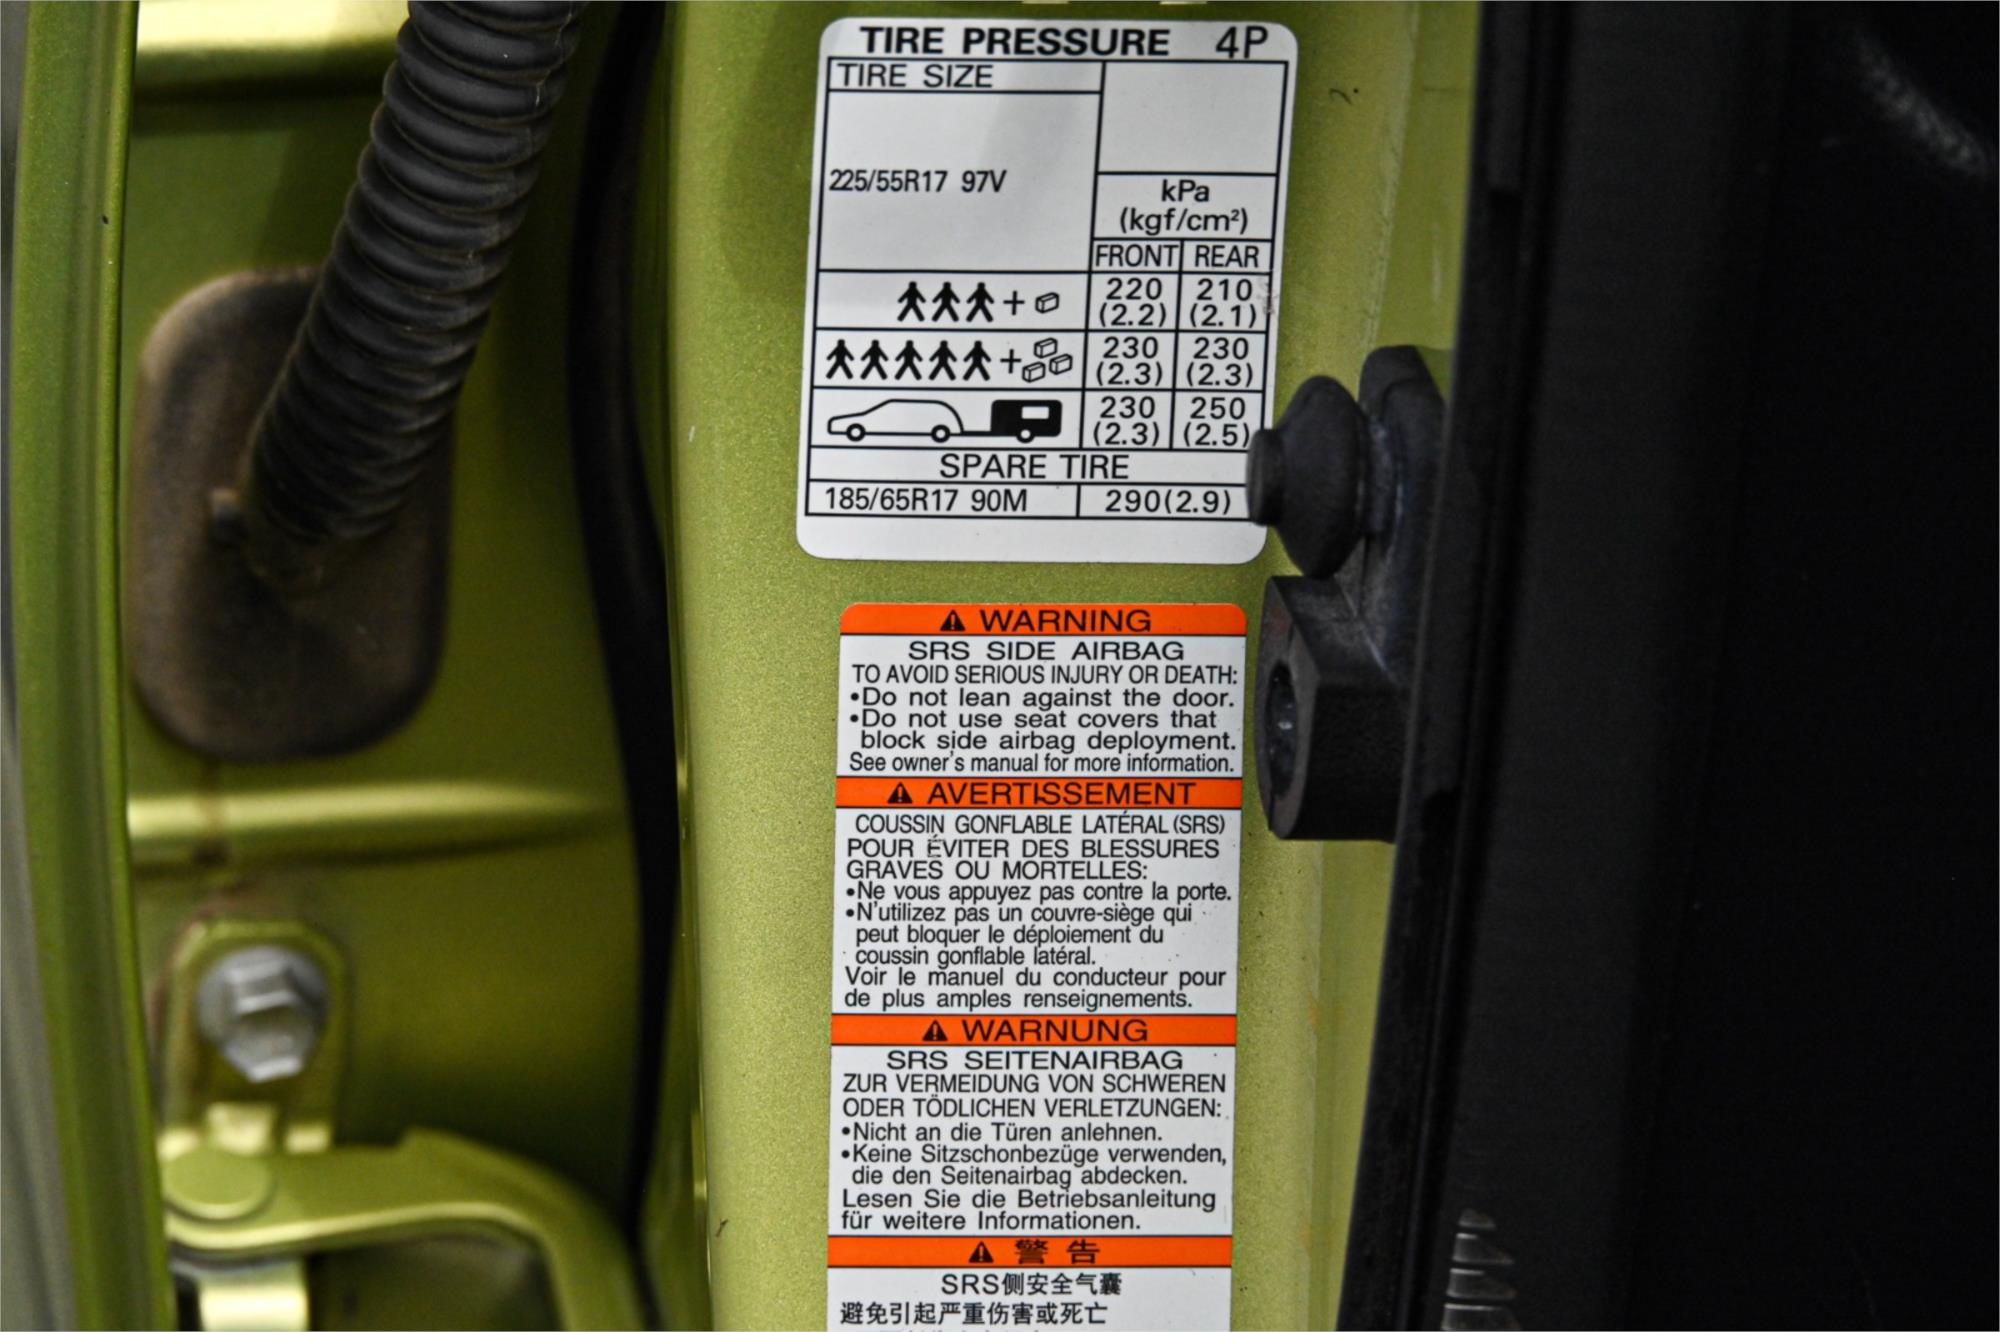 TIRE PRESSURE 4P
TIRE SIZE
225/55R17 97V
kPa
(kgf/cm²)
FRONT REAR
+ 220 210
(2.2) (2.1)
+ 230 230
(2.3) (2.3)
230 250
(2.3) (2.5)
SPARE TIRE
185/65R17 90M 290(2.9)
⚠ WARNING
SRS SIDE AIRBAG
TO AVOID SERIOUS INJURY OR DEATH:
•Do not lean against the door.
•Do not use seat covers that
block side airbag deployment.
See owner's manual for more information.
⚠ AVERTISSEMENT
COUSSIN GONFLABLE LATÉRAL (SRS)
POUR ÉVITER DES BLESSURES
GRAVES OU MORTELLES:
•Ne vous appuyez pas contre la porte.
•N'utilizez pas un couvre-siège qui
peut bloquer le déploiement du
coussin gonflable latéral.
Voir le manuel du conducteur pour
de plus amples renseignements.
⚠ WARNUNG
SRS SEITENAIRBAG
ZUR VERMEIDUNG VON SCHWEREN
ODER TÖDLICHEN VERLETZUNGEN:
•Nicht an die Türen anlehnen.
•Keine Sitzschonbezüge verwenden,
die den Seitenairbag abdecken.
Lesen Sie die Betriebsanleitung
für weitere Informationen.
⚠ 警告
SRS侧安全气囊
避免引起严重伤害或死亡